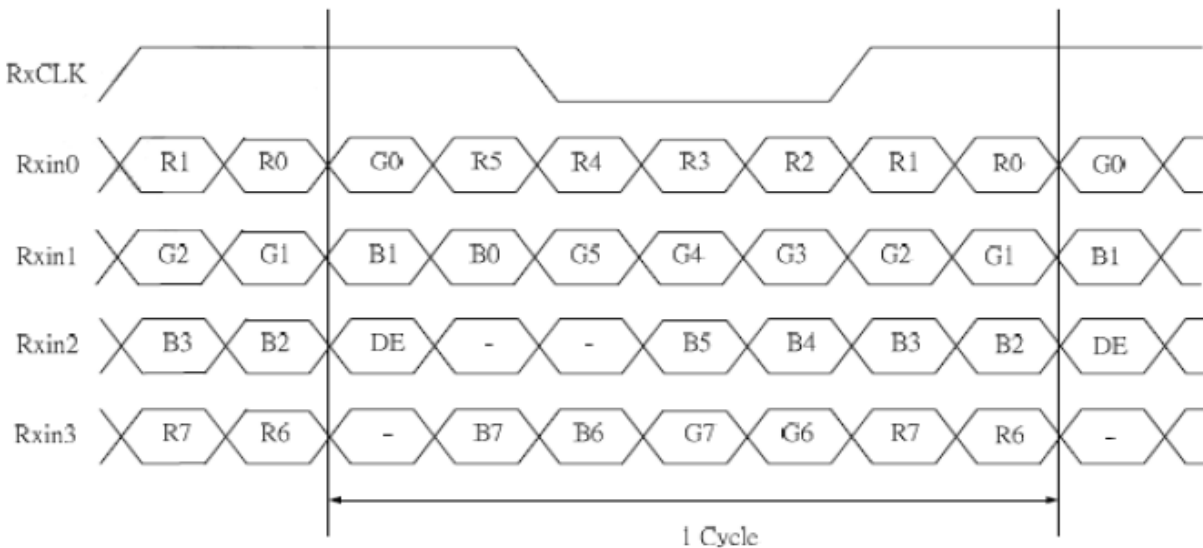 RxCLK
Rxin0 R1 R0 G0 R5 R4 R3 R2 R1 R0 G0
Rxin1 G2 G1 B1 B0 G5 G4 G3 G2 G1 B1
Rxin2 B3 B2 DE - - B5 B4 B3 B2 DE
Rxin3 R7 R6 - B7 B6 G7 G6 R7 R6 -
1 Cycle